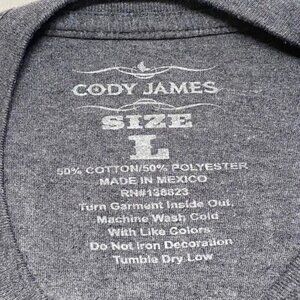 CODY JAMES
SIZE
L
50% COTTON/50% POLYESTER
MADE IN MEXICO
RN#138823
Turn Garment Inside Out.
Machine Wash Cold
With Like Colors
Do Not Iron Decoration
Tumble Dry Low